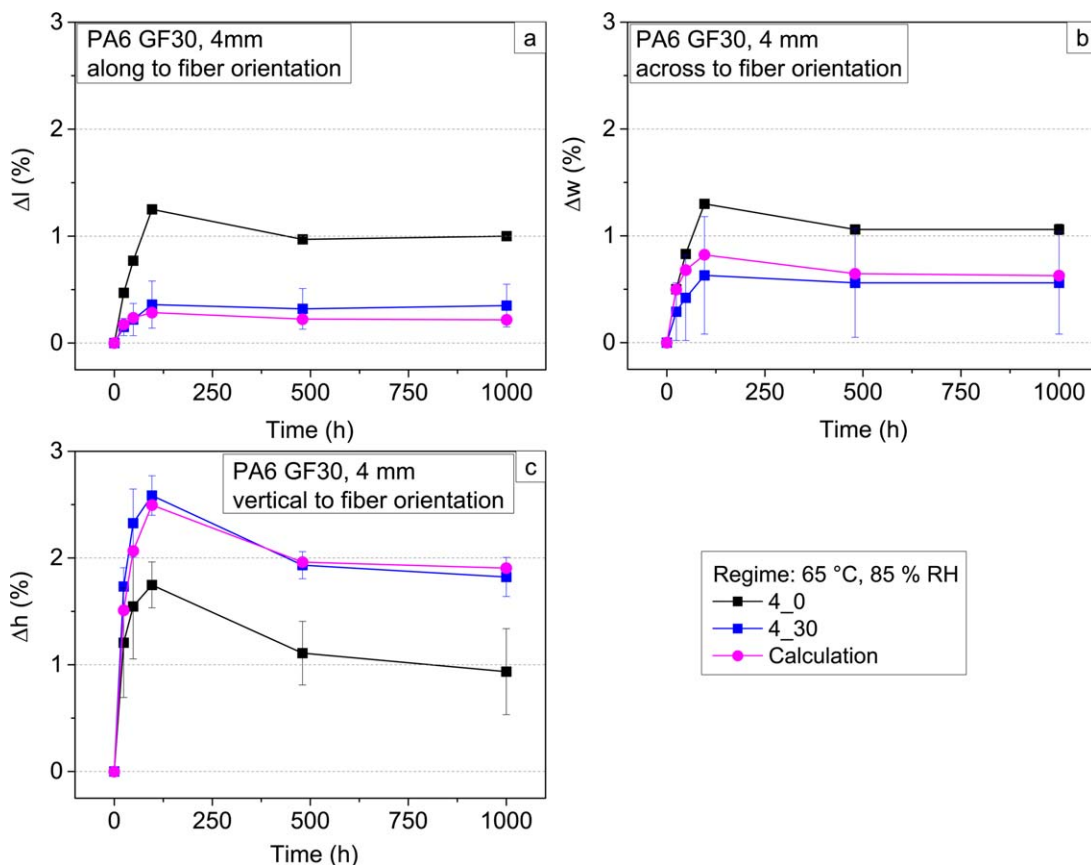 PA6 GF30, 4mm
along to fiber orientation
a
3
2
1
0
Δl (%)
0 250 500 750 1000
Time (h)
PA6 GF30, 4 mm
across to fiber orientation
b
3
2
1
0
Δw (%)
0 250 500 750 1000
Time (h)
PA6 GF30, 4 mm
vertical to fiber orientation
c
3
2
1
0
Δh (%)
0 250 500 750 1000
Time (h)
Regime: 65 °C, 85 % RH
4_0
4_30
Calculation